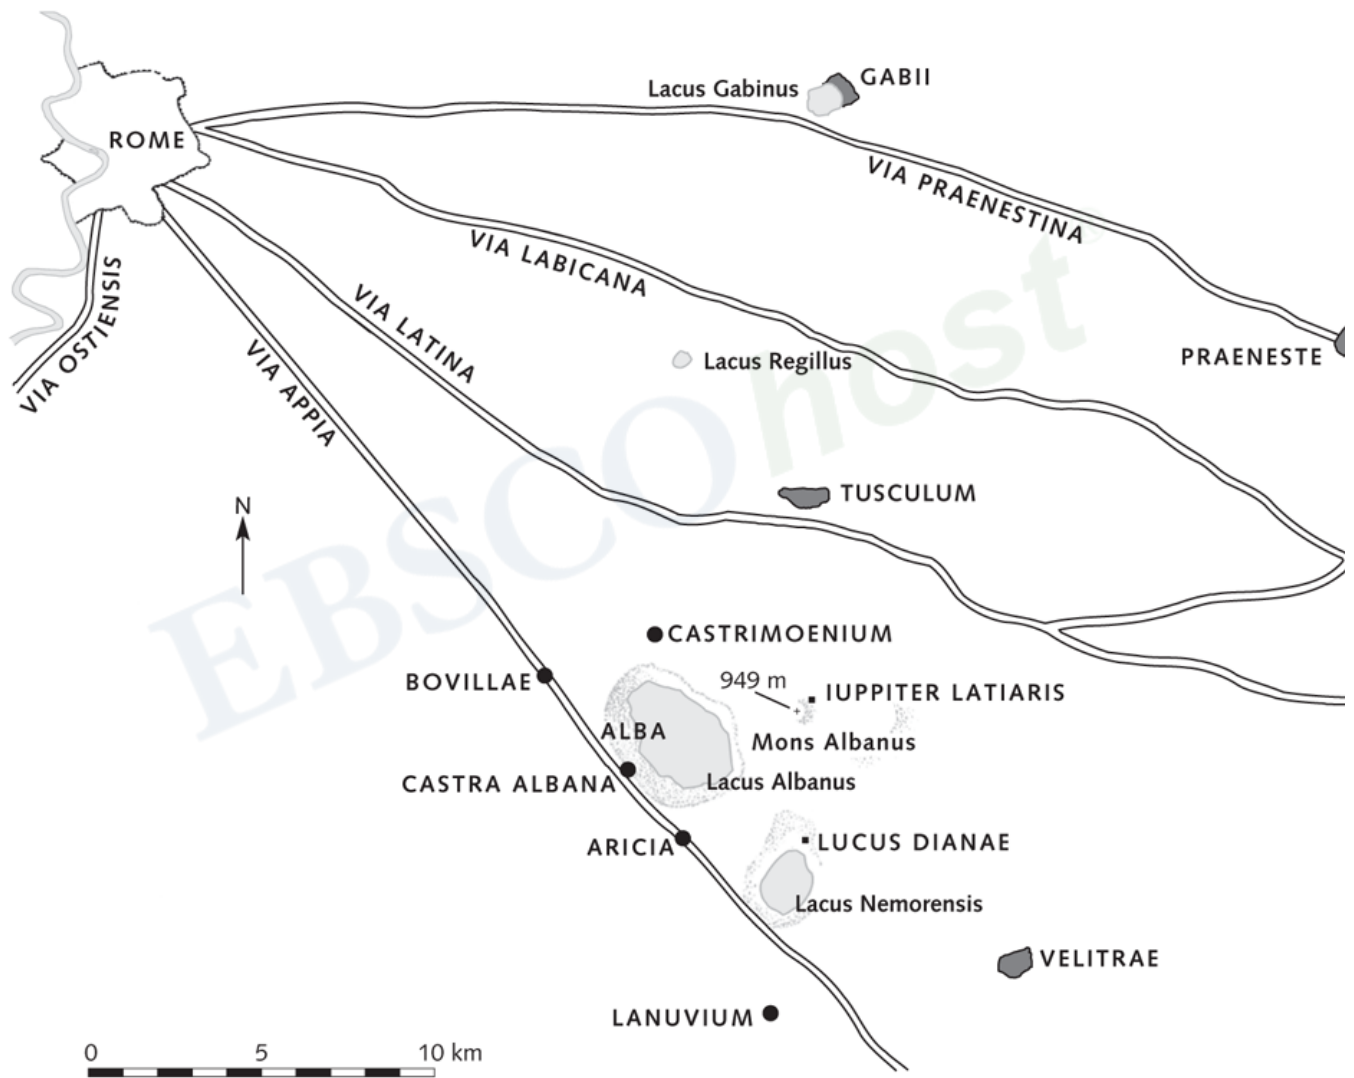 GABII
Lacus Gabinus
ROME
VIA PRAENESTINA
VIA LABICANA
VIA OSTIENSIS
VIA LATINA
VIA APPIA
Lacus Regillus
PRAENESTE
TUSCULUM
N
EBSCOhost®
CASTRIMOENIUM
BOVILLAE
949 m
IUPPITER LATIARIS
ALBA
Mons Albanus
CASTRA ALBANA
Lacus Albanus
ARICIA
LUCUS DIANAE
Lacus Nemorensis
VELITRAE
LANUVIUM
0 5 10 km